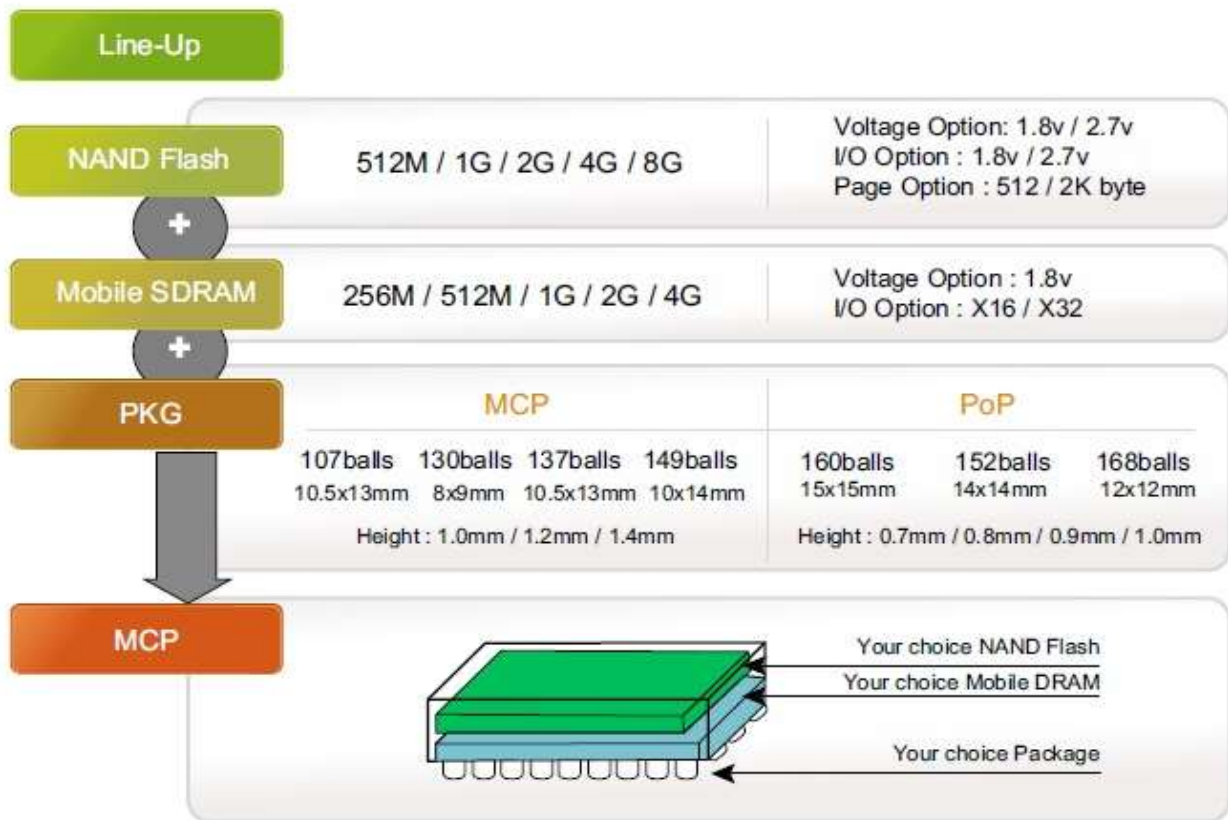 Line-Up
NAND Flash
512M / 1G / 2G / 4G / 8G
Voltage Option: 1.8v / 2.7v
I/O Option : 1.8v / 2.7v
Page Option : 512 / 2K byte
+
Mobile SDRAM
256M / 512M / 1G / 2G / 4G
Voltage Option : 1.8v
I/O Option : X16 / X32
+
PKG
MCP
107balls 130balls 137balls 149balls
10.5x13mm 8x9mm 10.5x13mm 10x14mm
Height : 1.0mm / 1.2mm / 1.4mm
PoP
160balls 152balls 168balls
15x15mm 14x14mm 12x12mm
Height : 0.7mm / 0.8mm / 0.9mm / 1.0mm
MCP
Your choice NAND Flash
Your choice Mobile DRAM
Your choice Package